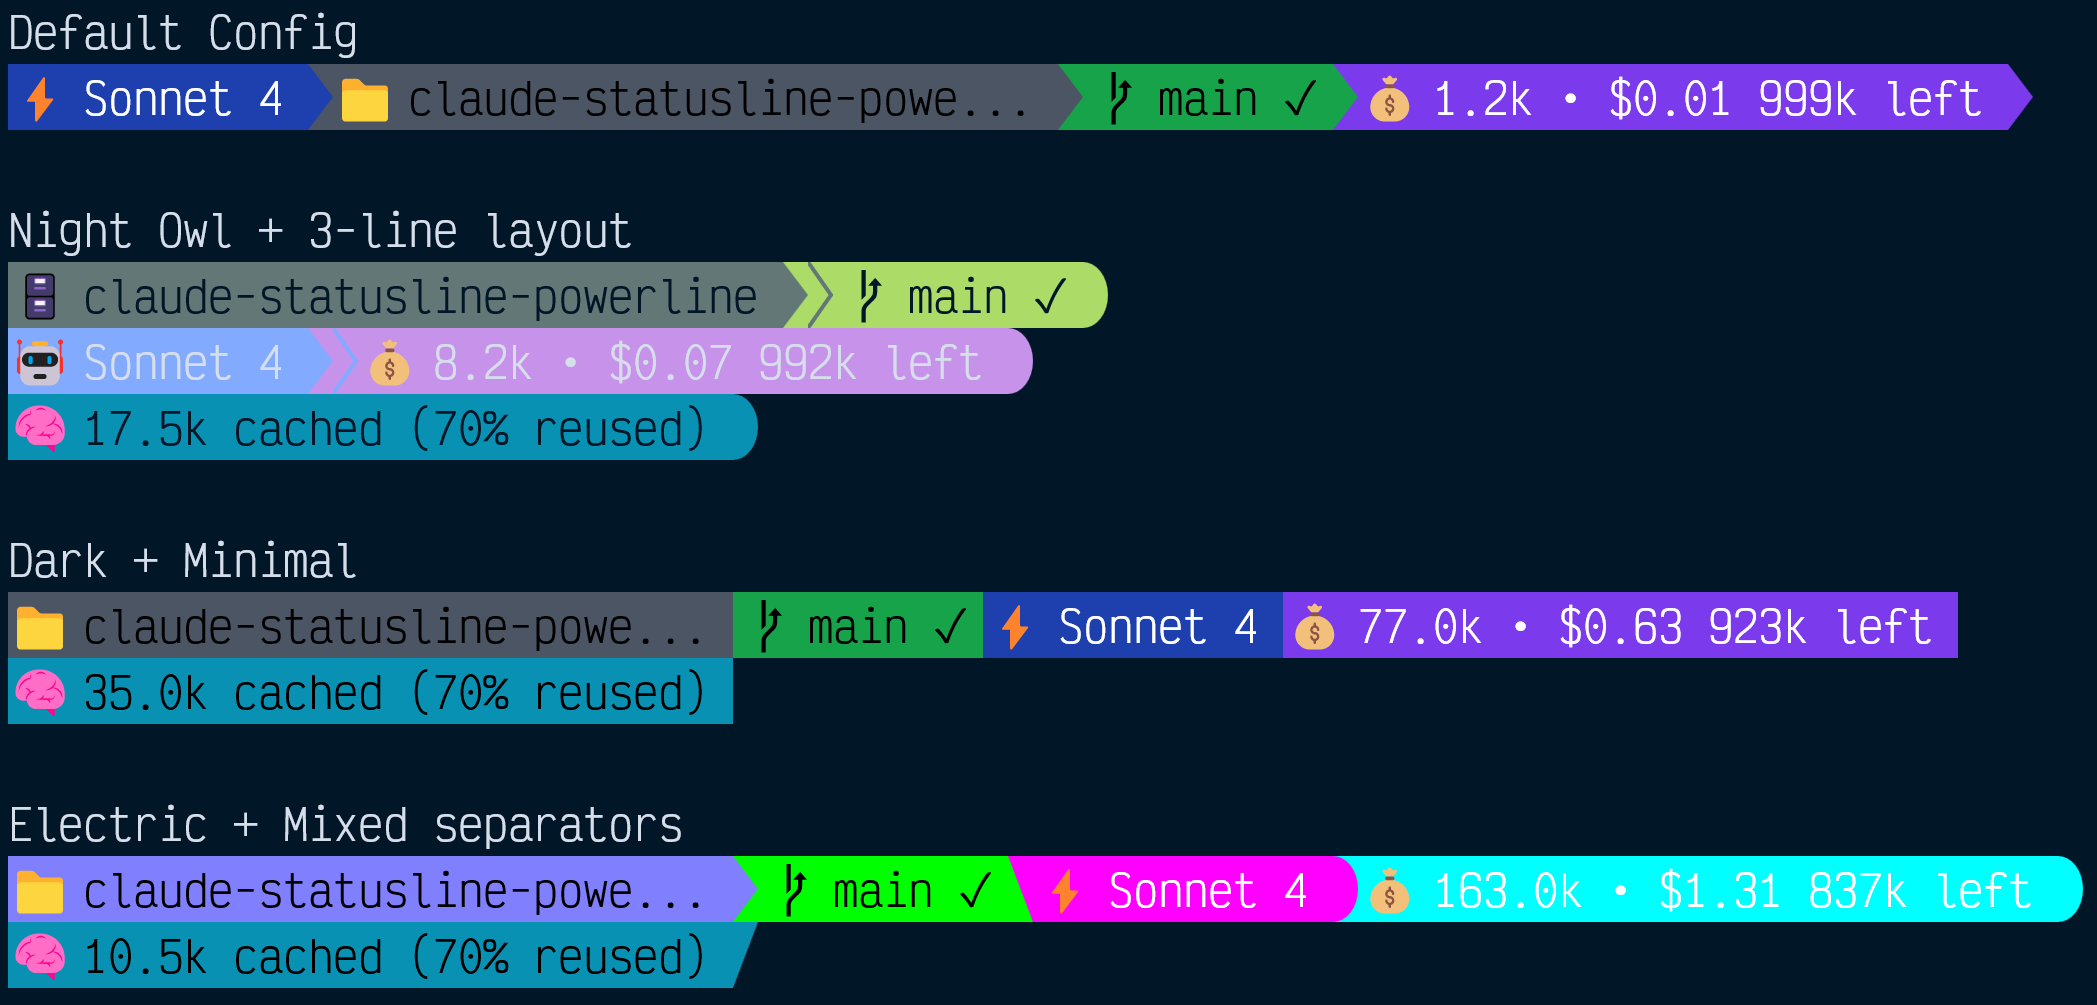 Default Config
⚡ Sonnet 4 📁 claude-statusline-powe... main ✓ 💰 1.2k • $0.01 999k left
Night Owl + 3-line layout
🗄️ claude-statusline-powerline main ✓
🤖 Sonnet 4 💰 8.2k • $0.07 992k left
🧠 17.5k cached (70% reused)
Dark + Minimal
📁 claude-statusline-powe... main ✓ ⚡ Sonnet 4 💰 77.0k • $0.63 923k left
🧠 35.0k cached (70% reused)
Electric + Mixed separators
📁 claude-statusline-powe... main ✓ ⚡ Sonnet 4 💰 163.0k • $1.31 837k left
🧠 10.5k cached (70% reused)